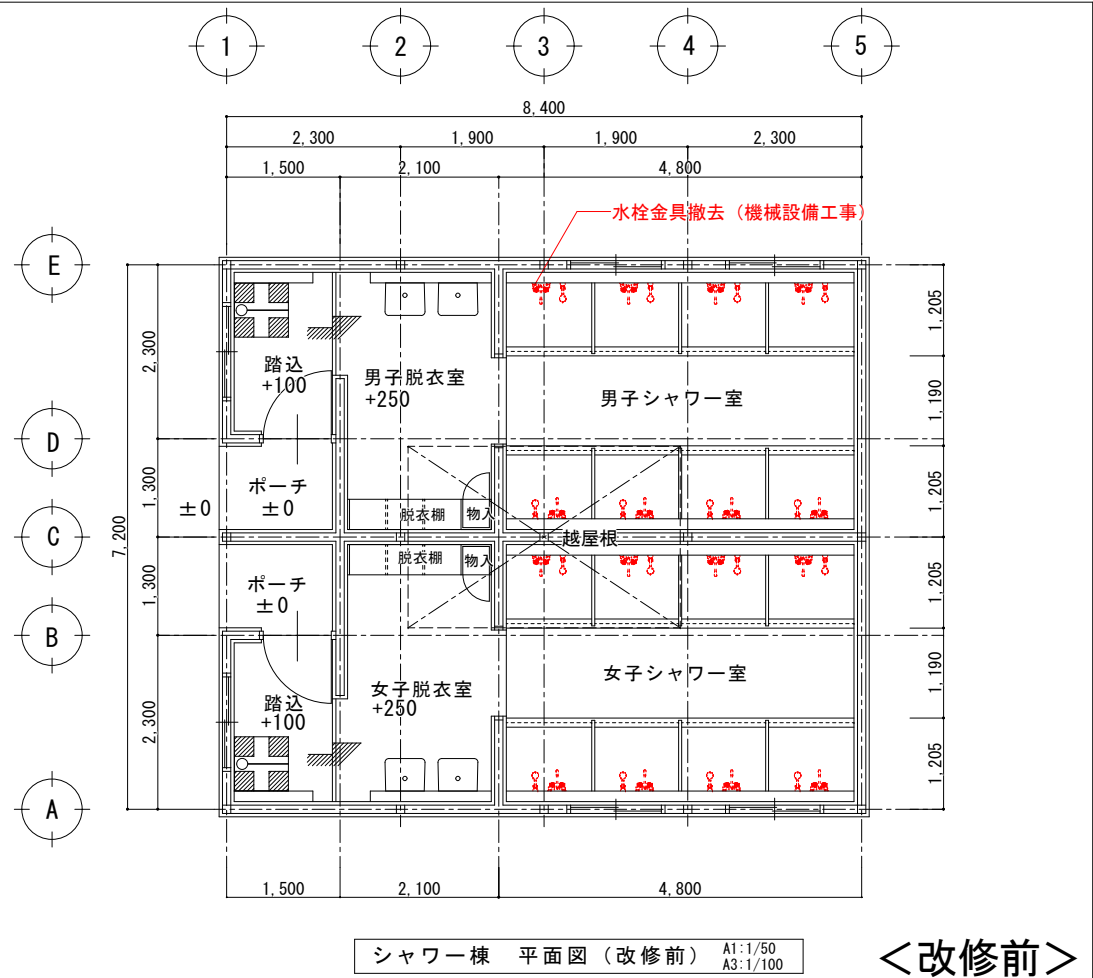 1
2
3
4
5
8,400
2,300
1,900
1,900
2,300
1,500
2,100
4,800
水栓金具撤去（機械設備工事）
E
D
C
B
A
7,200
2,300
1,300
1,300
2,300
±0
踏込
+100
男子脱衣室
+250
男子シャワー室
ポーチ
±0
脱衣棚
物入
越屋根
脱衣棚
物入
ポーチ
±0
踏込
+100
女子脱衣室
+250
女子シャワー室
1,205
1,190
1,205
1,205
1,190
1,205
1,500
2,100
4,800
シャワー棟　平面図（改修前）
A1:1/50
A3:1/100
＜改修前＞